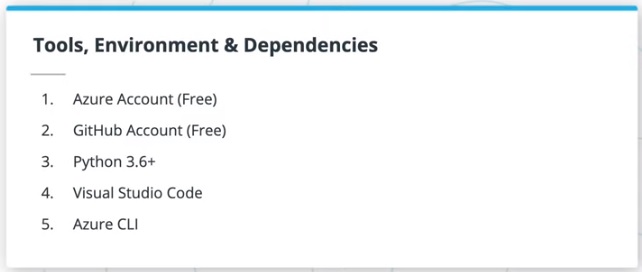 Tools, Environment & Dependencies
1. Azure Account (Free)
2. GitHub Account (Free)
3. Python 3.6+
4. Visual Studio Code
5. Azure CLI